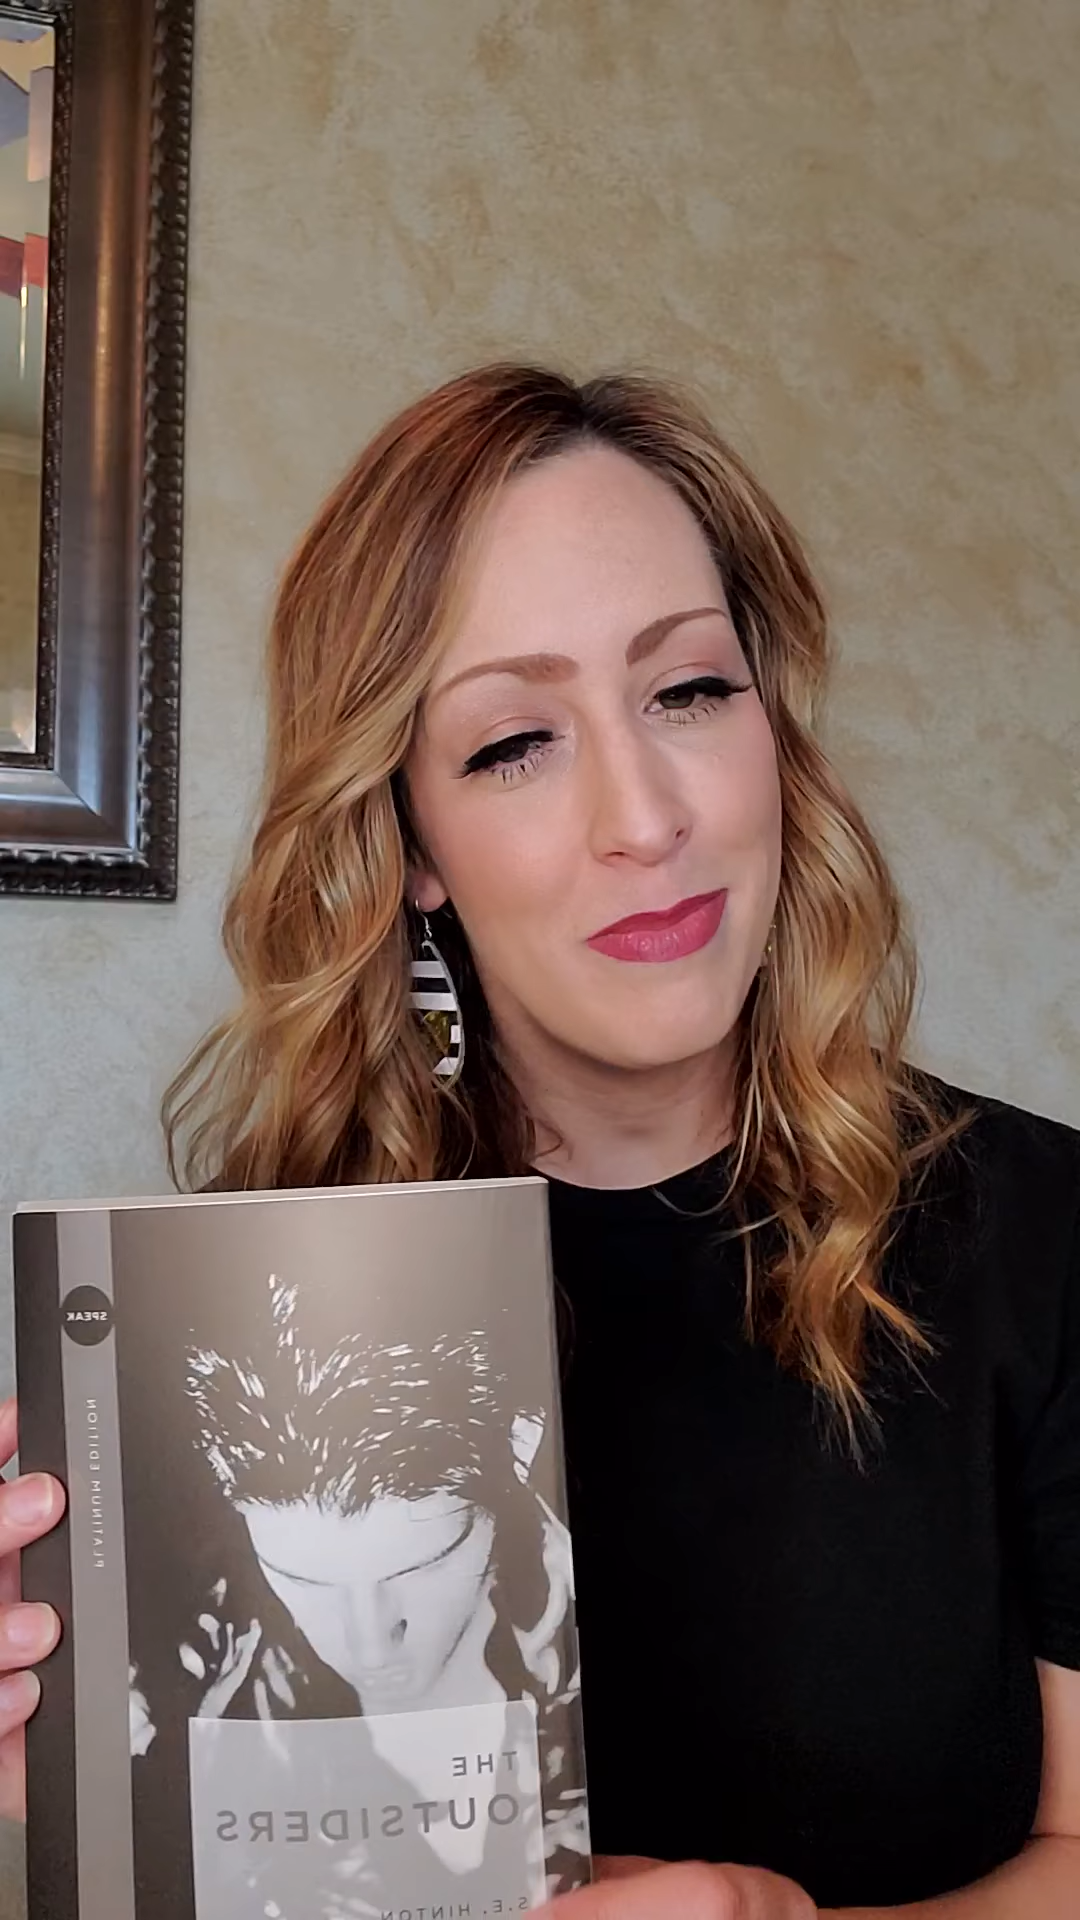 SPEAK
PLATINUM EDITION
THE
OUTSIDERS
S.E. HINTON